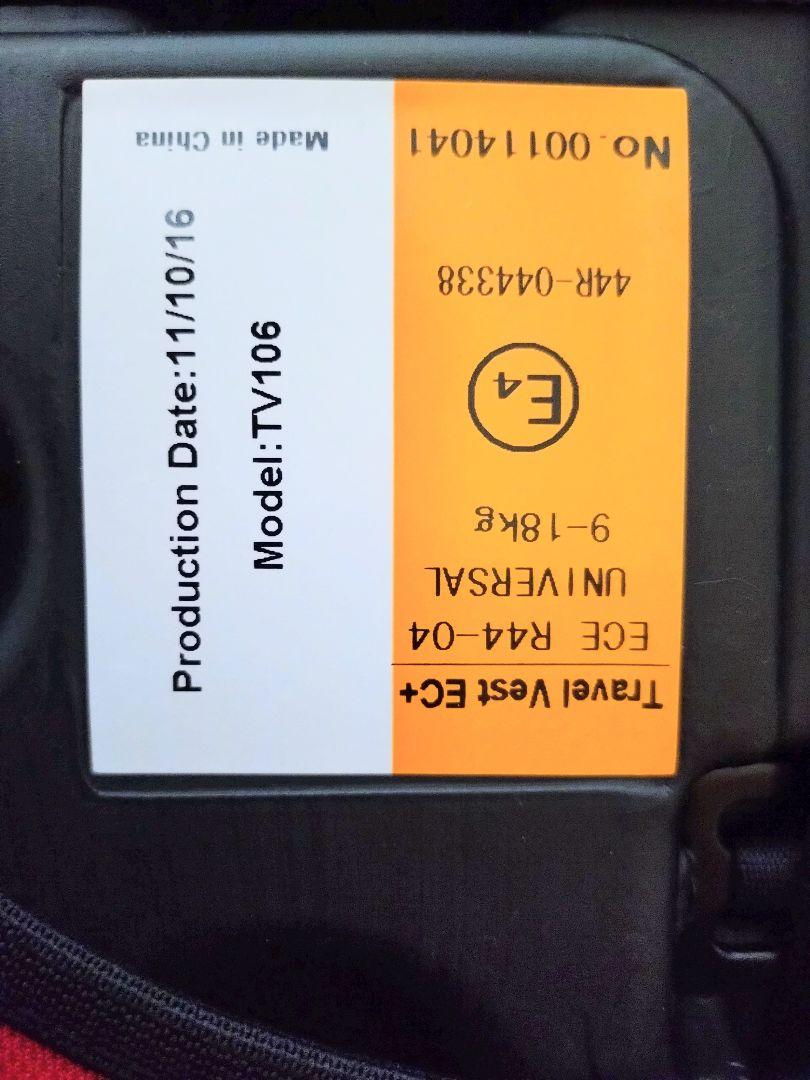 Travel Vest EC+
ECE R44-04
UNIVERSAL
9-18kg
E4
44R-044338
No.00114041
Production Date:11/10/16
Model:TV106
Made in China